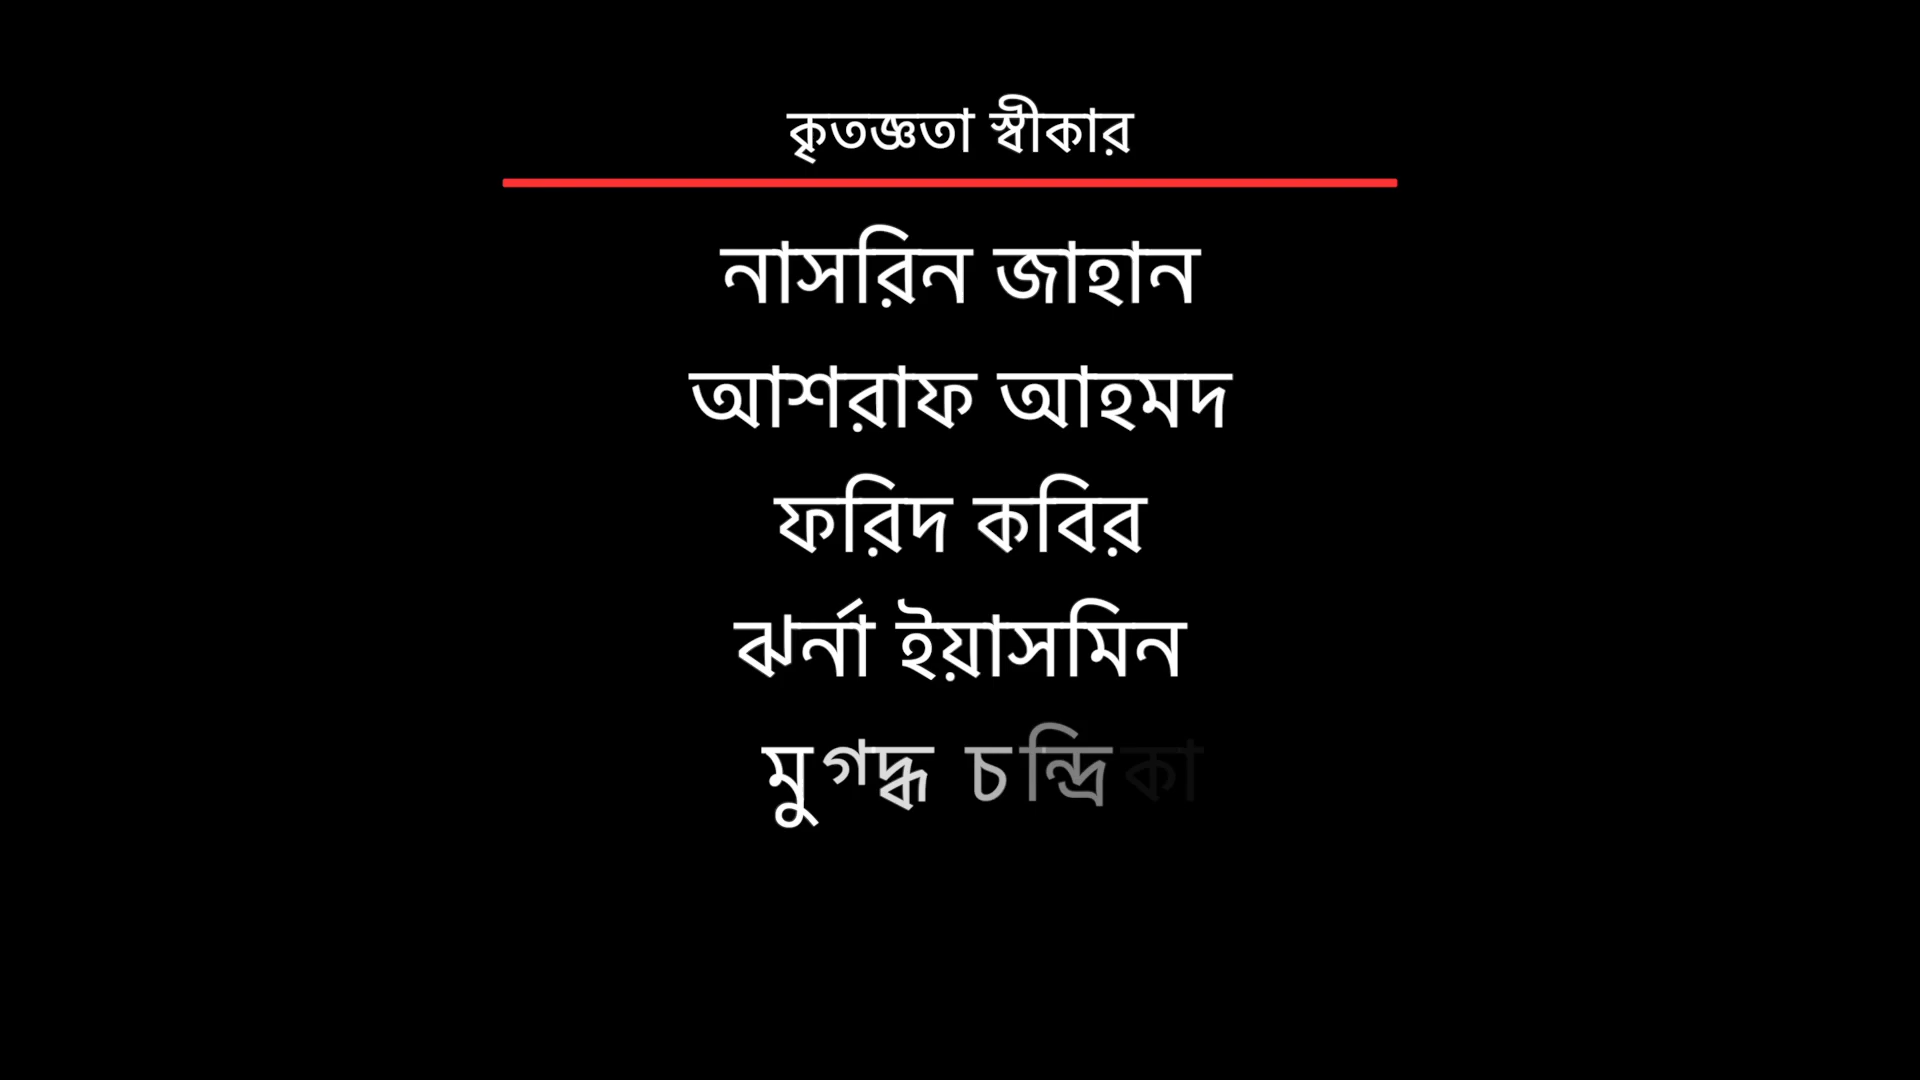 কৃতজ্ঞতা স্বীকার
নাসরিন জাহান
আশরাফ আহমদ
ফরিদ কবির
ঝর্না ইয়াসমিন
মুগদ্ধ চন্দ্রিকা